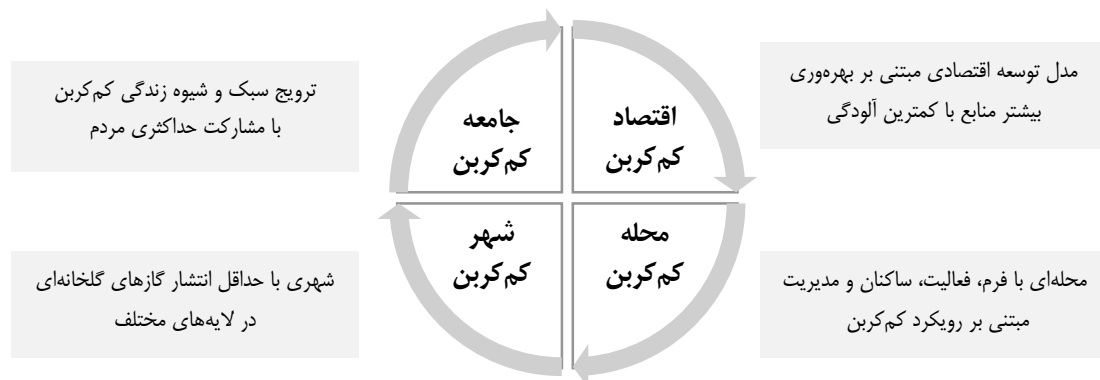 مدل توسعه اقتصادی مبتنی بر بهره‌وری
بیشتر منابع با کمترین آلودگی
اقتصاد
کم‌کربن
جامعه
کم‌کربن
ترویج سبک و شیوه زندگی کم‌کربن
با مشارکت حداکثری مردم
محله‌ای با فرم، فعالیت، ساکنان و مدیریت
مبتنی بر رویکرد کم‌کربن
محله
کم‌کربن
شهر
کم‌کربن
شهری با حداقل انتشار گازهای گلخانه‌ای
در لایه‌های مختلف